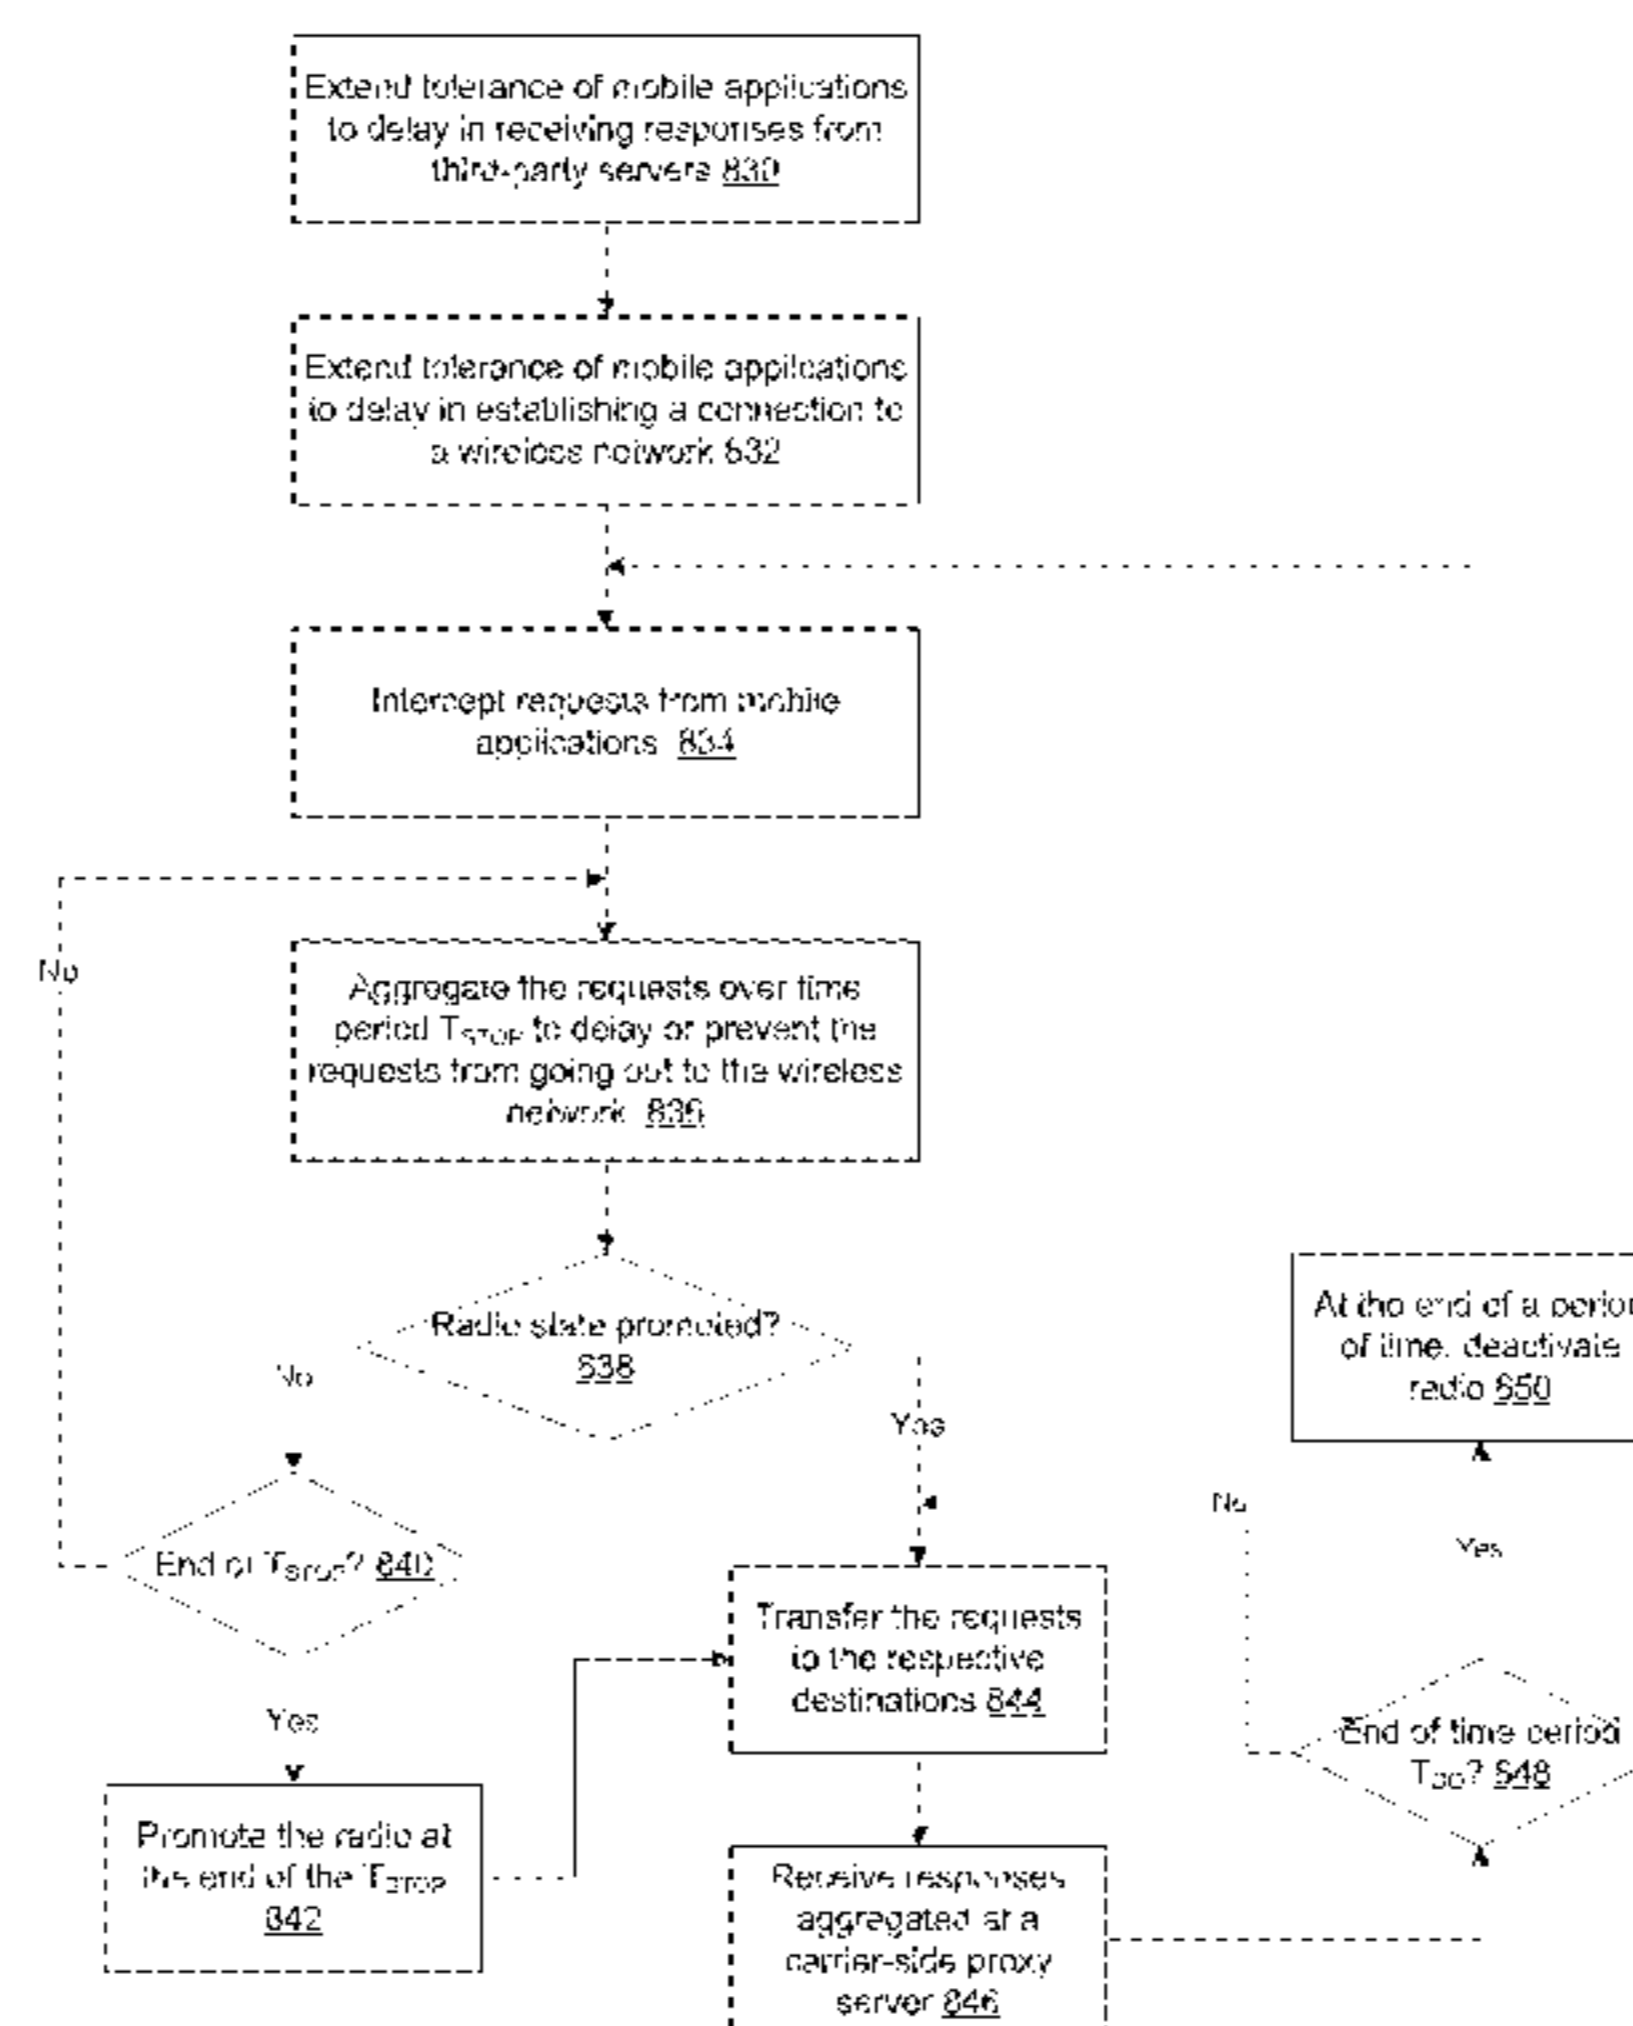 Extend tolerance of mobile applications
to delay in receiving responses from
third-party servers 830
Extend tolerance of mobile applications
to delay in establishing a connection to
a wireless network 832
Intercept requests from mobile
applications 834
No
Aggregate the requests over time
period TSTOP to delay or prevent the
requests from going out to the wireless
network 836
Radio state promoted?
838
No
Yes
End of TSTOP? 840
Yes
Promote the radio at
the end of the TSTOP
842
Transfer the requests
to the respective
destinations 844
Receive responses
aggregated at a
carrier-side proxy
server 846
At the end of a
of time, deactivate
radio 850
No
Yes
End of time period
848